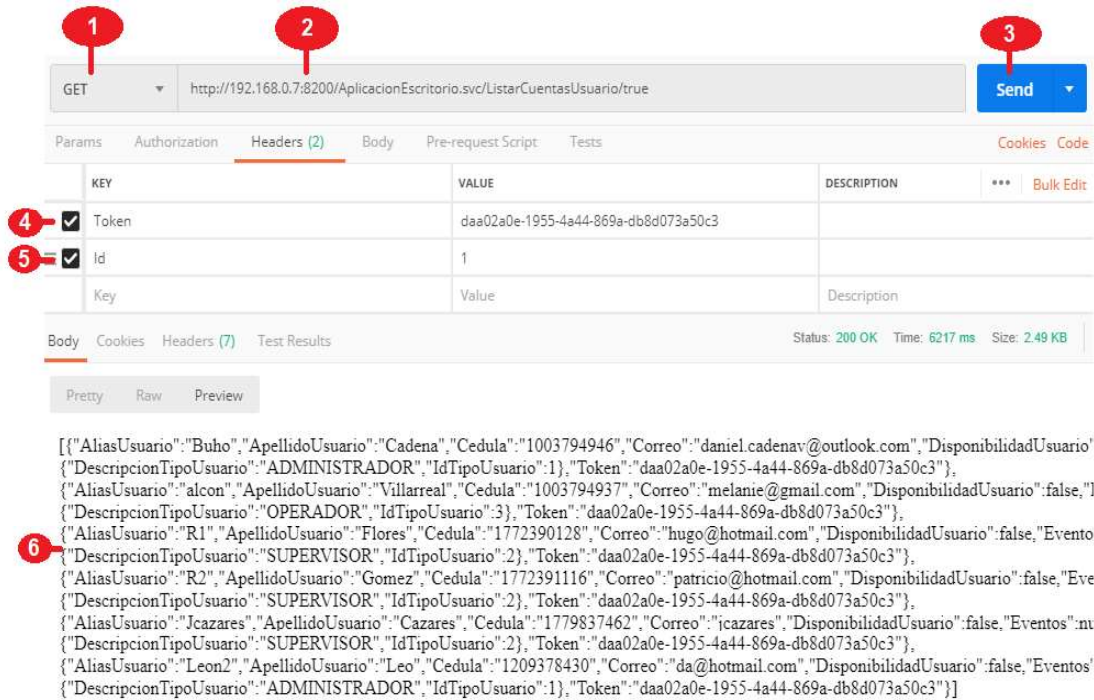 1 2 3
GET http://192.168.0.7:8200/AplicacionEscritorio.svc/ListarCuentasUsuario/true Send
Params Authorization Headers (2) Body Pre-request Script Tests Cookies Code
KEY VALUE DESCRIPTION ••• Bulk Edit
4 Token daa02a0e-1955-4a44-869a-db8d073a50c3
5 Id 1
Key Value Description
Body Cookies Headers (7) Test Results Status: 200 OK Time: 6217 ms Size: 2.49 KB
Pretty Raw Preview
[{"AliasUsuario":"Buho","ApellidoUsuario":"Cadena","Cedula":"1003794946","Correo":"daniel.cadenav@outlook.com","DisponibilidadUsuario"
{"DescripcionTipoUsuario":"ADMINISTRADOR","IdTipoUsuario":1},"Token":"daa02a0e-1955-4a44-869a-db8d073a50c3"},
{"AliasUsuario":"alcon","ApellidoUsuario":"Villarreal","Cedula":"1003794937","Correo":"melanie@gmail.com","DisponibilidadUsuario":false,"
{"DescripcionTipoUsuario":"OPERADOR","IdTipoUsuario":3},"Token":"daa02a0e-1955-4a44-869a-db8d073a50c3"},
{"AliasUsuario":"R1","ApellidoUsuario":"Flores","Cedula":"1772390128","Correo":"hugo@hotmail.com","DisponibilidadUsuario":false,"Evento
6 {"DescripcionTipoUsuario":"SUPERVISOR","IdTipoUsuario":2},"Token":"daa02a0e-1955-4a44-869a-db8d073a50c3"},
{"AliasUsuario":"R2","ApellidoUsuario":"Gomez","Cedula":"1772391116","Correo":"patricio@hotmail.com","DisponibilidadUsuario":false,"Eve
{"DescripcionTipoUsuario":"SUPERVISOR","IdTipoUsuario":2},"Token":"daa02a0e-1955-4a44-869a-db8d073a50c3"},
{"AliasUsuario":"Jcazares","ApellidoUsuario":"Cazares","Cedula":"1779837462","Correo":"jcazares","DisponibilidadUsuario":false,"Eventos":nu
{"DescripcionTipoUsuario":"SUPERVISOR","IdTipoUsuario":2},"Token":"daa02a0e-1955-4a44-869a-db8d073a50c3"},
{"AliasUsuario":"Leon2","ApellidoUsuario":"Leo","Cedula":"1209378430","Correo":"da@hotmail.com","DisponibilidadUsuario":false,"Eventos"
{"DescripcionTipoUsuario":"ADMINISTRADOR","IdTipoUsuario":1},"Token":"daa02a0e-1955-4a44-869a-db8d073a50c3"}]